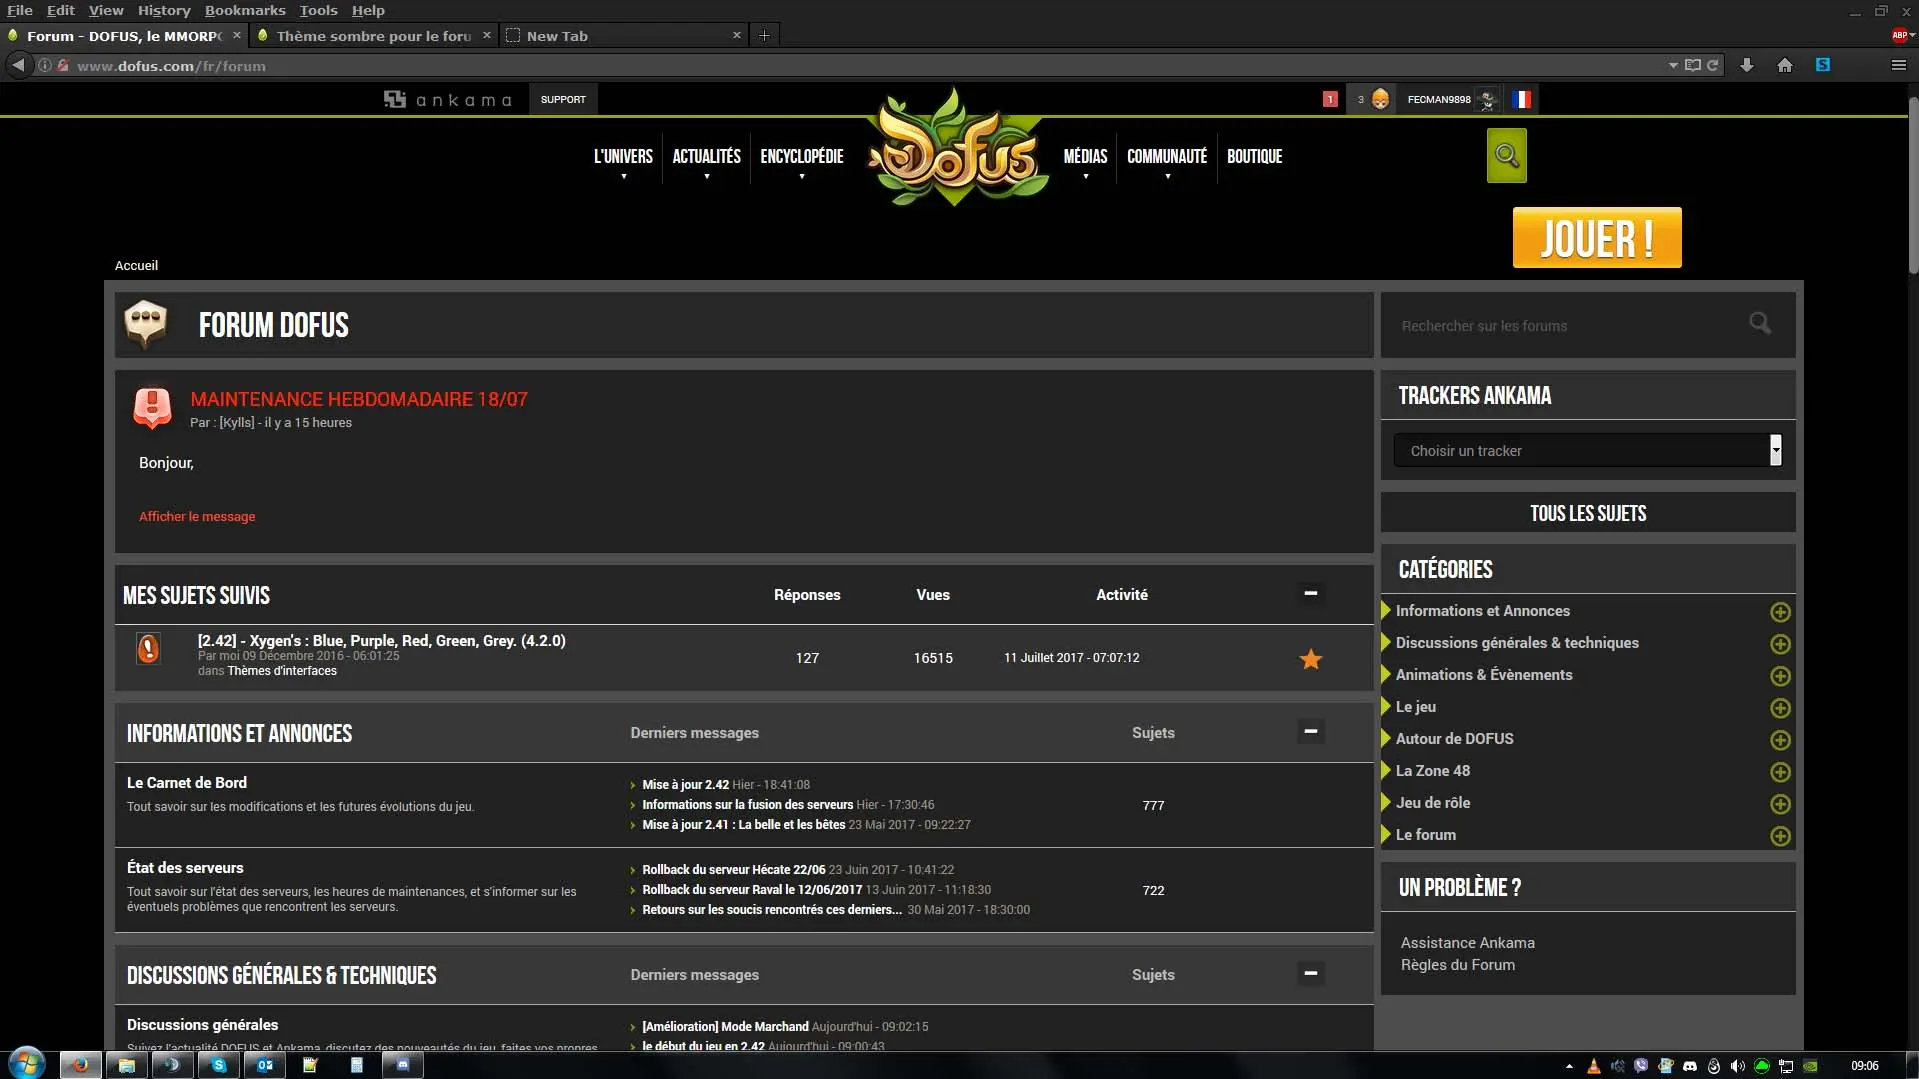 File Edit View History Bookmarks Tools Help
Forum - DOFUS, le MMORPG × Thème sombre pour le foru × New Tab ×
ABP
www.dofus.com/fr/forum
S
ankama SUPPORT 1 3 FECMAN9898
L'UNIVERS ACTUALITÉS ENCYCLOPÉDIE DOFUS MÉDIAS COMMUNAUTÉ BOUTIQUE
JOUER !
Accueil
FORUM DOFUS
Rechercher sur les forums
MAINTENANCE HEBDOMADAIRE 18/07
Par : [Kylls] - il y a 15 heures
Bonjour,
Afficher le message
TRACKERS ANKAMA
Choisir un tracker
TOUS LES SUJETS
MES SUJETS SUIVIS Réponses Vues Activité
[2.42] - Xygen's : Blue, Purple, Red, Green, Grey. (4.2.0)
Par moi 09 Décembre 2016 - 06:01:25
dans Thèmes d'interfaces
127 16515 11 Juillet 2017 - 07:07:12
CATÉGORIES
Informations et Annonces
Discussions générales & techniques
Animations & Évènements
Le jeu
Autour de DOFUS
La Zone 48
Jeu de rôle
Le forum
INFORMATIONS ET ANNONCES Derniers messages Sujets
Le Carnet de Bord
Tout savoir sur les modifications et les futures évolutions du jeu.
Mise à jour 2.42 Hier - 18:41:08
Informations sur la fusion des serveurs Hier - 17:30:46
Mise à jour 2.41 : La belle et les bêtes 23 Mai 2017 - 09:22:27
777
État des serveurs
Tout savoir sur l'état des serveurs, les heures de maintenances, et s'informer sur les
éventuels problèmes que rencontrent les serveurs.
Rollback du serveur Hécate 22/06 23 Juin 2017 - 10:41:22
Rollback du serveur Raval le 12/06/2017 13 Juin 2017 - 11:18:30
Retours sur les soucis rencontrés ces derniers... 30 Mai 2017 - 18:30:00
722
UN PROBLÈME ?
Assistance Ankama
Règles du Forum
DISCUSSIONS GÉNÉRALES & TECHNIQUES Derniers messages Sujets
Discussions générales
Suivez l'actualité DOFUS et Ankama, discutez des nouveautés du jeu, faites vos propres
[Amélioration] Mode Marchand Aujourd'hui - 09:02:15
le début du jeu en 2.42 Aujourd'hui - 09:00:43
09:06